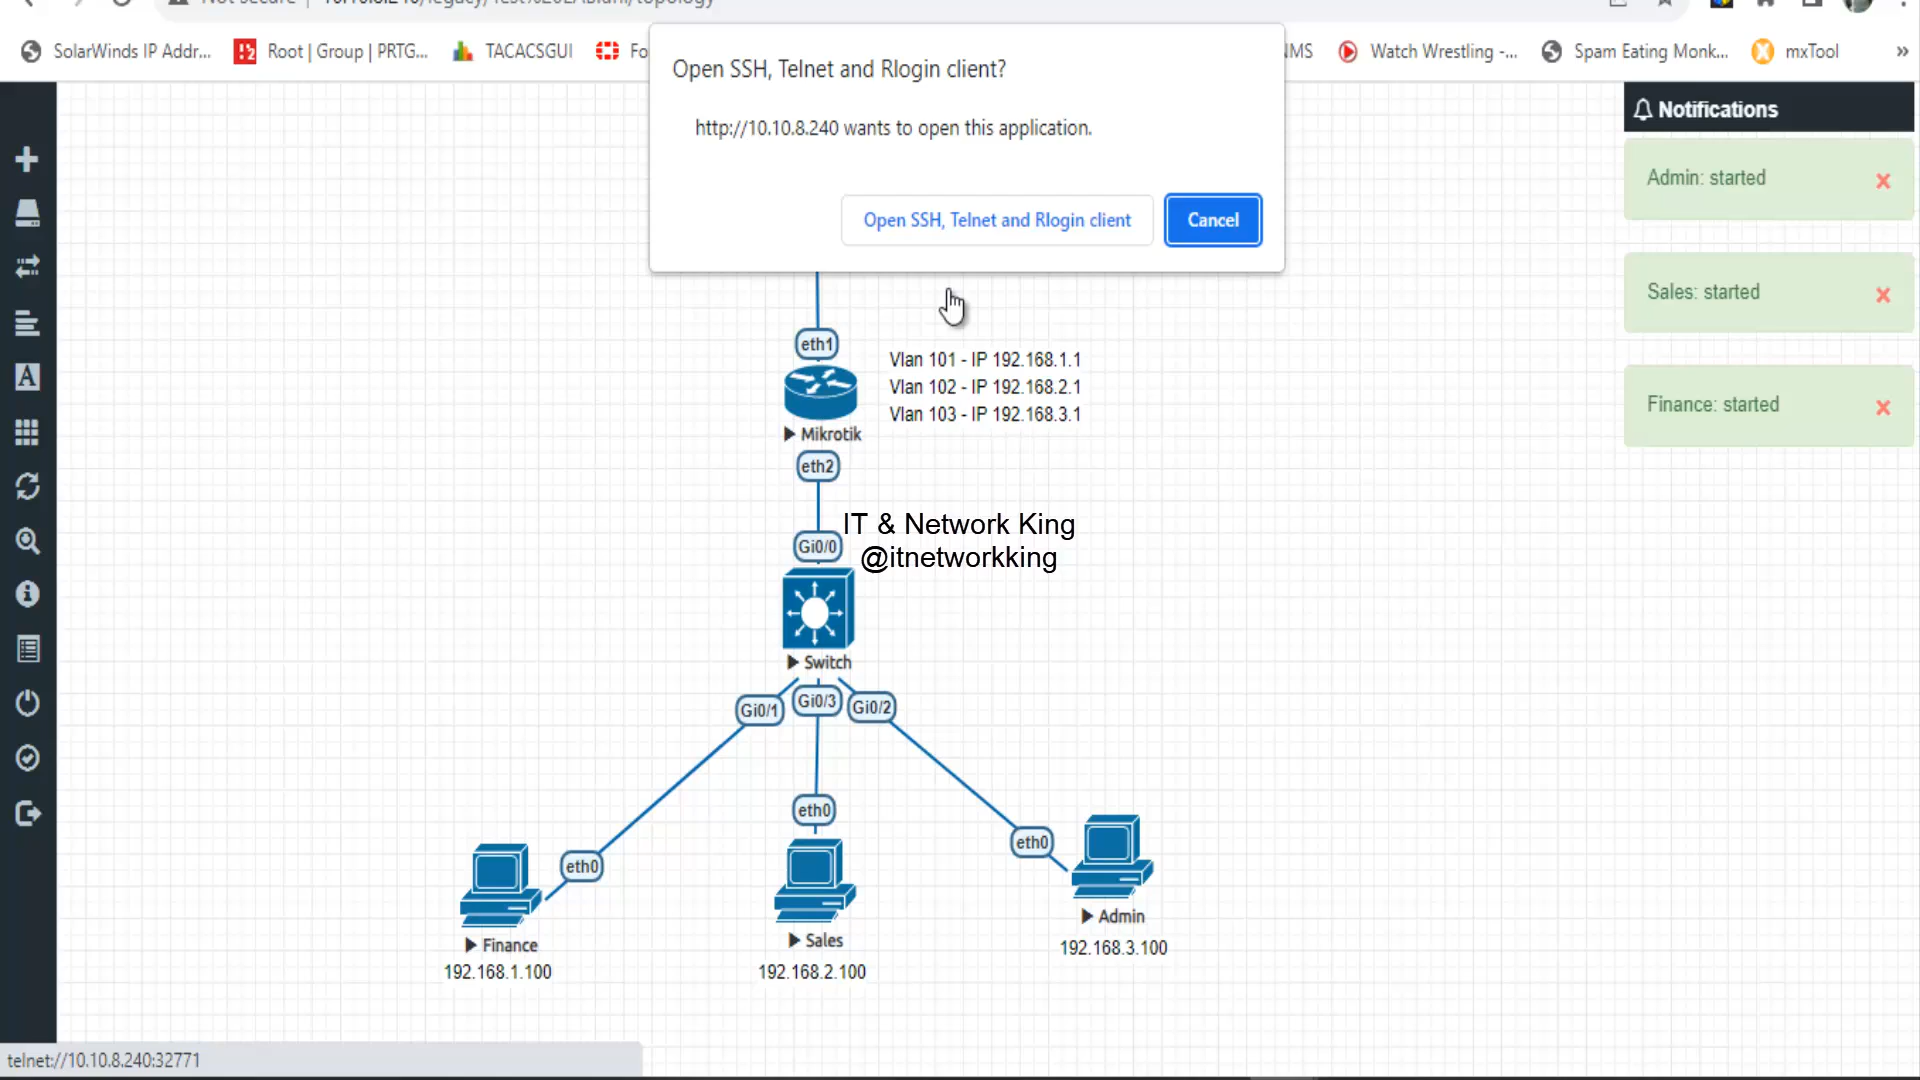 SolarWinds IP Addr...
Root | Group | PRTG...
TACACSGUI
Fo
NMS
Watch Wrestling -...
Spam Eating Monk...
mxTool
»
Open SSH, Telnet and Rlogin client?
http://10.10.8.240 wants to open this application.
Open SSH, Telnet and Rlogin client
Cancel
Notifications
Admin: started
Sales: started
Finance: started
eth1
Vlan 101 - IP 192.168.1.1
Vlan 102 - IP 192.168.2.1
Vlan 103 - IP 192.168.3.1
Mikrotik
eth2
IT & Network King
@itnetworkking
Gi0/0
Switch
Gi0/1
Gi0/3
Gi0/2
eth0
eth0
eth0
Finance
192.168.1.100
Sales
192.168.2.100
Admin
192.168.3.100
telnet://10.10.8.240:32771